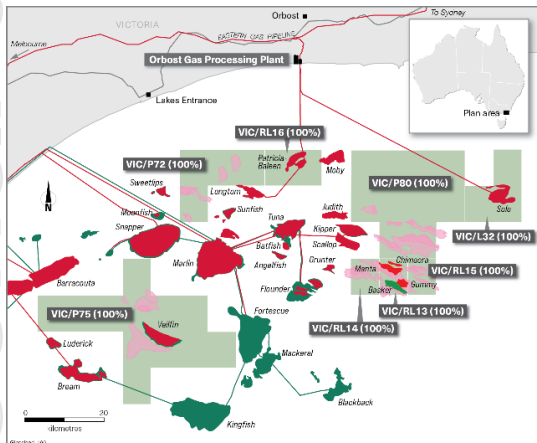 VICTORIA
Orbost
To Sydney
EASTERN GAS PIPELINE
Melbourne
Orbost Gas Processing Plant
Lakes Entrance
Plan area
VIC/RL16 (100%)
VIC/P72 (100%)
Patricia
Baleen
Moby
VIC/P80 (100%)
Sweetlips
Longtom
Sole
N
Moonfish
Sunfish
Judith
Snapper
Tuna
Kipper
VIC/L32 (100%)
Batfish
Scallop
Marlin
Angelfish
Grunter
Chimaera
Manta
VIC/RL15 (100%)
Barracouta
Flounder
Basker
Gummy
VIC/P75 (100%)
Fortescue
VIC/RL13 (100%)
Veilfin
VIC/RL14 (100%)
Luderick
Mackerel
Bream
Blackback
0
20
kilometres
Kingfish